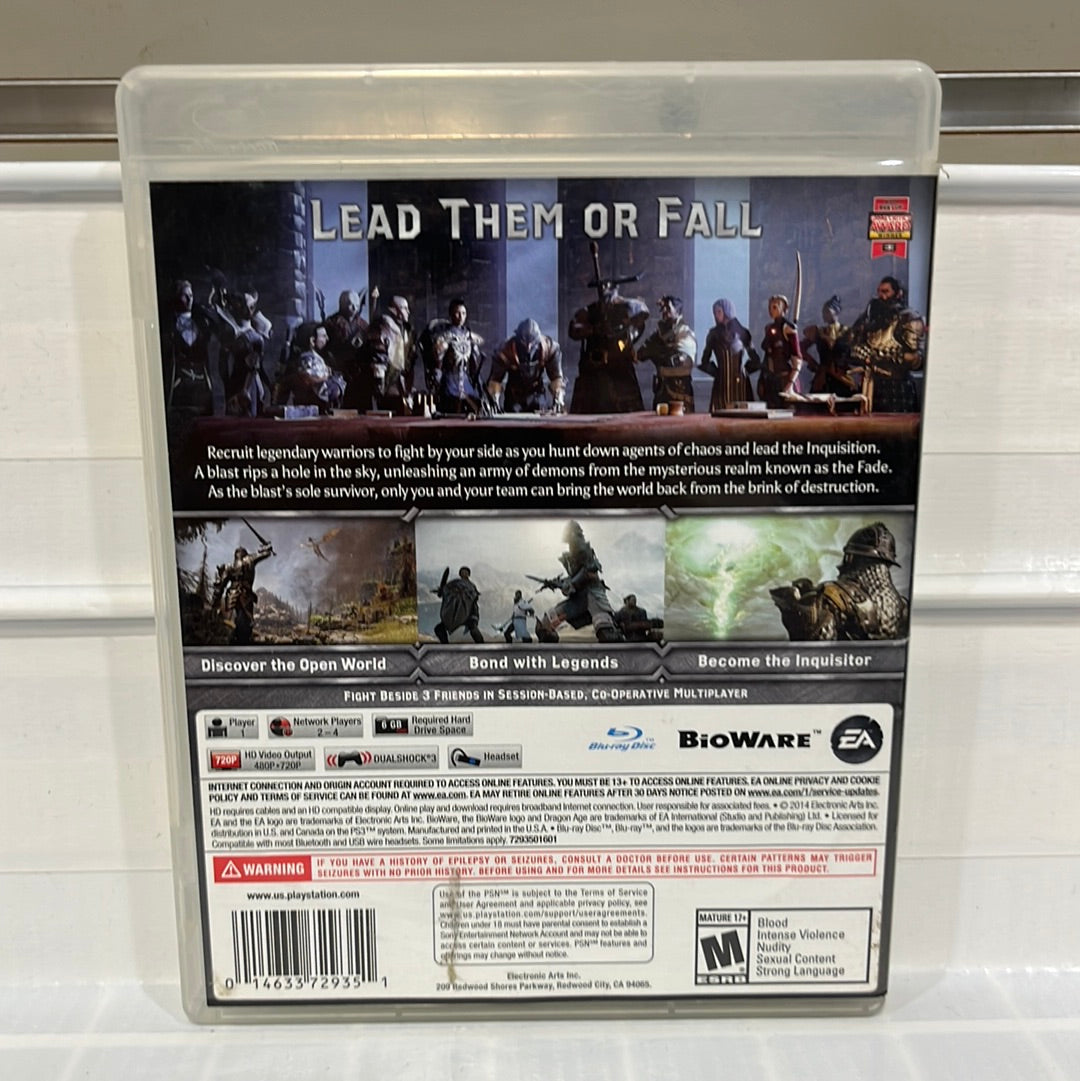 LEAD THEM OR FALL
AWARDS
WINNER
Recruit legendary warriors to fight by your side as you hunt down agents of chaos and lead the Inquisition.
A blast rips a hole in the sky, unleashing an army of demons from the mysterious realm known as the Fade.
As the blast's sole survivor, only you and your team can bring the world back from the brink of destruction.
Discover the Open World
Bond with Legends
Become the Inquisitor
FIGHT BESIDE 3 FRIENDS IN SESSION-BASED, CO-OPERATIVE MULTIPLAYER
Player
1
Network Players
2-4
6 GB
Required Hard
Drive Space
720P
HD Video Output
480P•720P
DUALSHOCK®3
Headset
Blu-ray Disc™
BIOWARE™
EA
INTERNET CONNECTION AND ORIGIN ACCOUNT REQUIRED TO ACCESS ONLINE FEATURES. YOU MUST BE 13+ TO ACCESS ONLINE FEATURES. EA ONLINE PRIVACY AND COOKIE
POLICY AND TERMS OF SERVICE CAN BE FOUND AT www.ea.com. EA MAY RETIRE ONLINE FEATURES AFTER 30 DAYS NOTICE POSTED ON www.ea.com/1/service-updates.
HD requires cables and an HD compatible display. Online play and download requires broadband Internet connection. User responsible for associated fees. • © 2014 Electronic Arts Inc.
EA and the EA logo are trademarks of Electronic Arts Inc. BioWare, the BioWare logo and Dragon Age are trademarks of EA International (Studio and Publishing) Ltd. • Licensed for
distribution in U.S. and Canada on the PS3™ system. Manufactured and printed in the U.S.A. • Blu-ray Disc™, Blu-ray™, and the logos are trademarks of the Blu-ray Disc Association.
Compatible with most Bluetooth and USB wire headsets. Some limitations apply. 7293501601
WARNING
IF YOU HAVE A HISTORY OF EPILEPSY OR SEIZURES, CONSULT A DOCTOR BEFORE USE. CERTAIN PATTERNS MAY TRIGGER
SEIZURES WITH NO PRIOR HISTORY. BEFORE USING AND FOR MORE DETAILS SEE INSTRUCTIONS FOR THIS PRODUCT.
www.us.playstation.com
Use of the PSN℠ is subject to the Terms of Service
and User Agreement and applicable privacy policy, see
www.us.playstation.com/support/useragreements.
Children under 18 must have parental consent to establish a
Sony Entertainment Network Account and may not be able to
access certain content or services. PSN℠ features and
offerings may change without notice.
Electronic Arts Inc.
209 Redwood Shores Parkway, Redwood City, CA 94065.
0 14633 72935 1
MATURE 17+
M
ESRB
Blood
Intense Violence
Nudity
Sexual Content
Strong Language